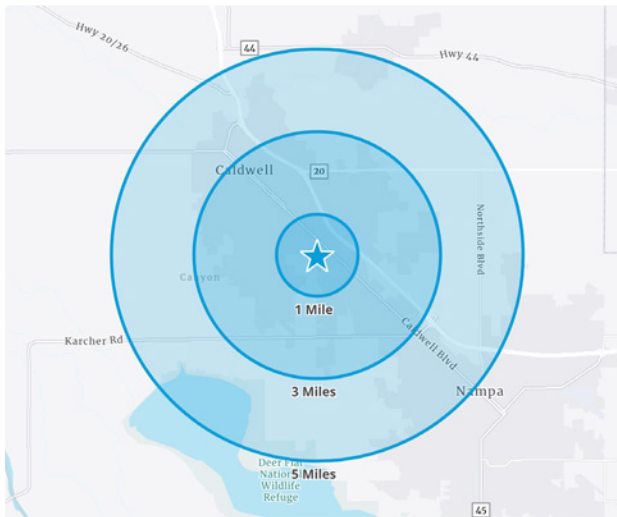 Hwy 20/26
44
Hwy 44
Caldwell
20
Northside Blvd
Canyon
1 Mile
Karcher Rd
Caldwell Blvd
3 Miles
Nampa
Deer Flat
National
Wildlife
Refuge
5 Miles
45